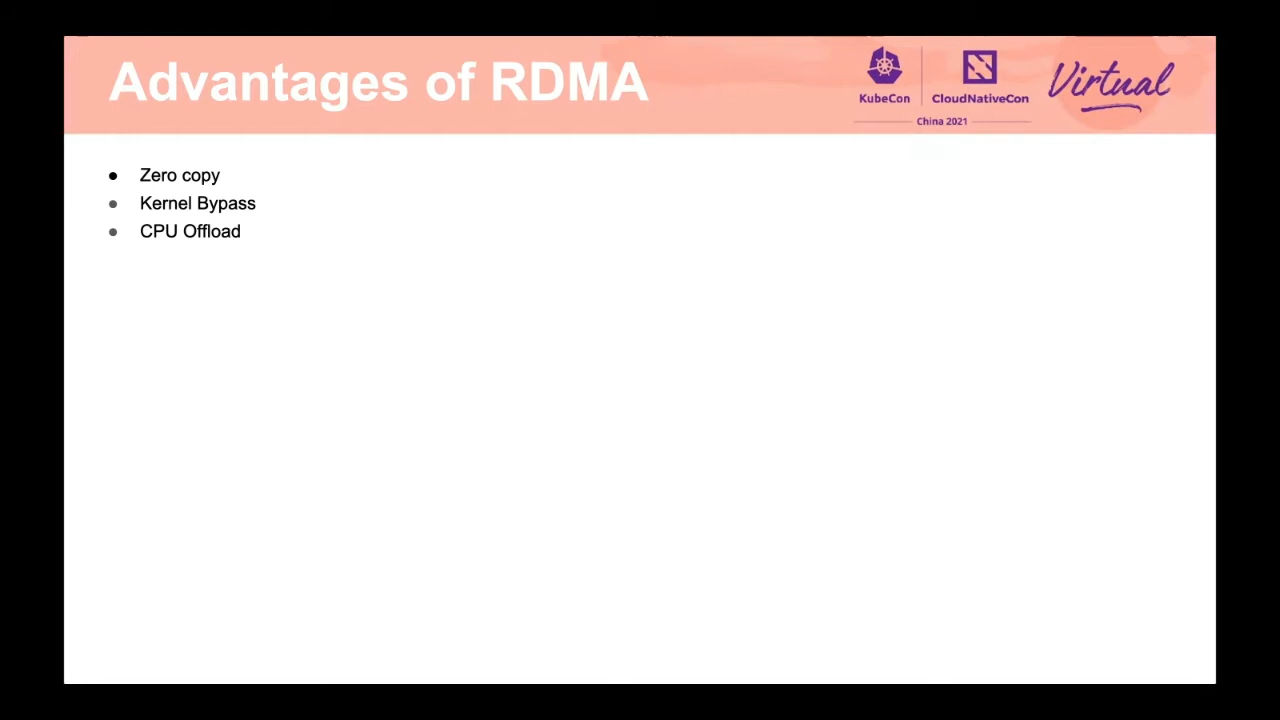 Advantages of RDMA
KubeCon
CloudNativeCon
China 2021
Virtual
● Zero copy
● Kernel Bypass
● CPU Offload